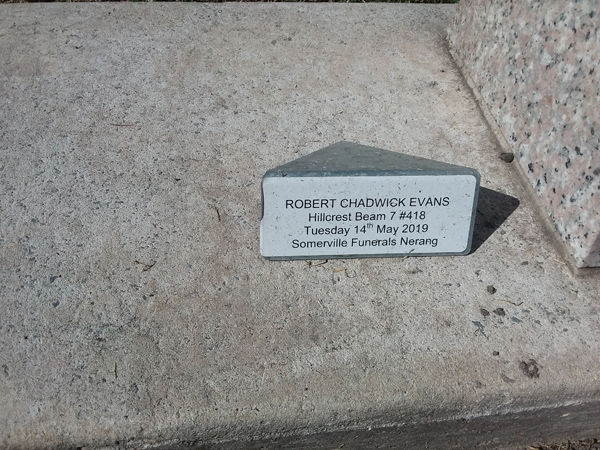 ROBERT CHADWICK EVANS
Hillcrest Beam 7 #418
Tuesday 14th May 2019
Somerville Funerals Nerang